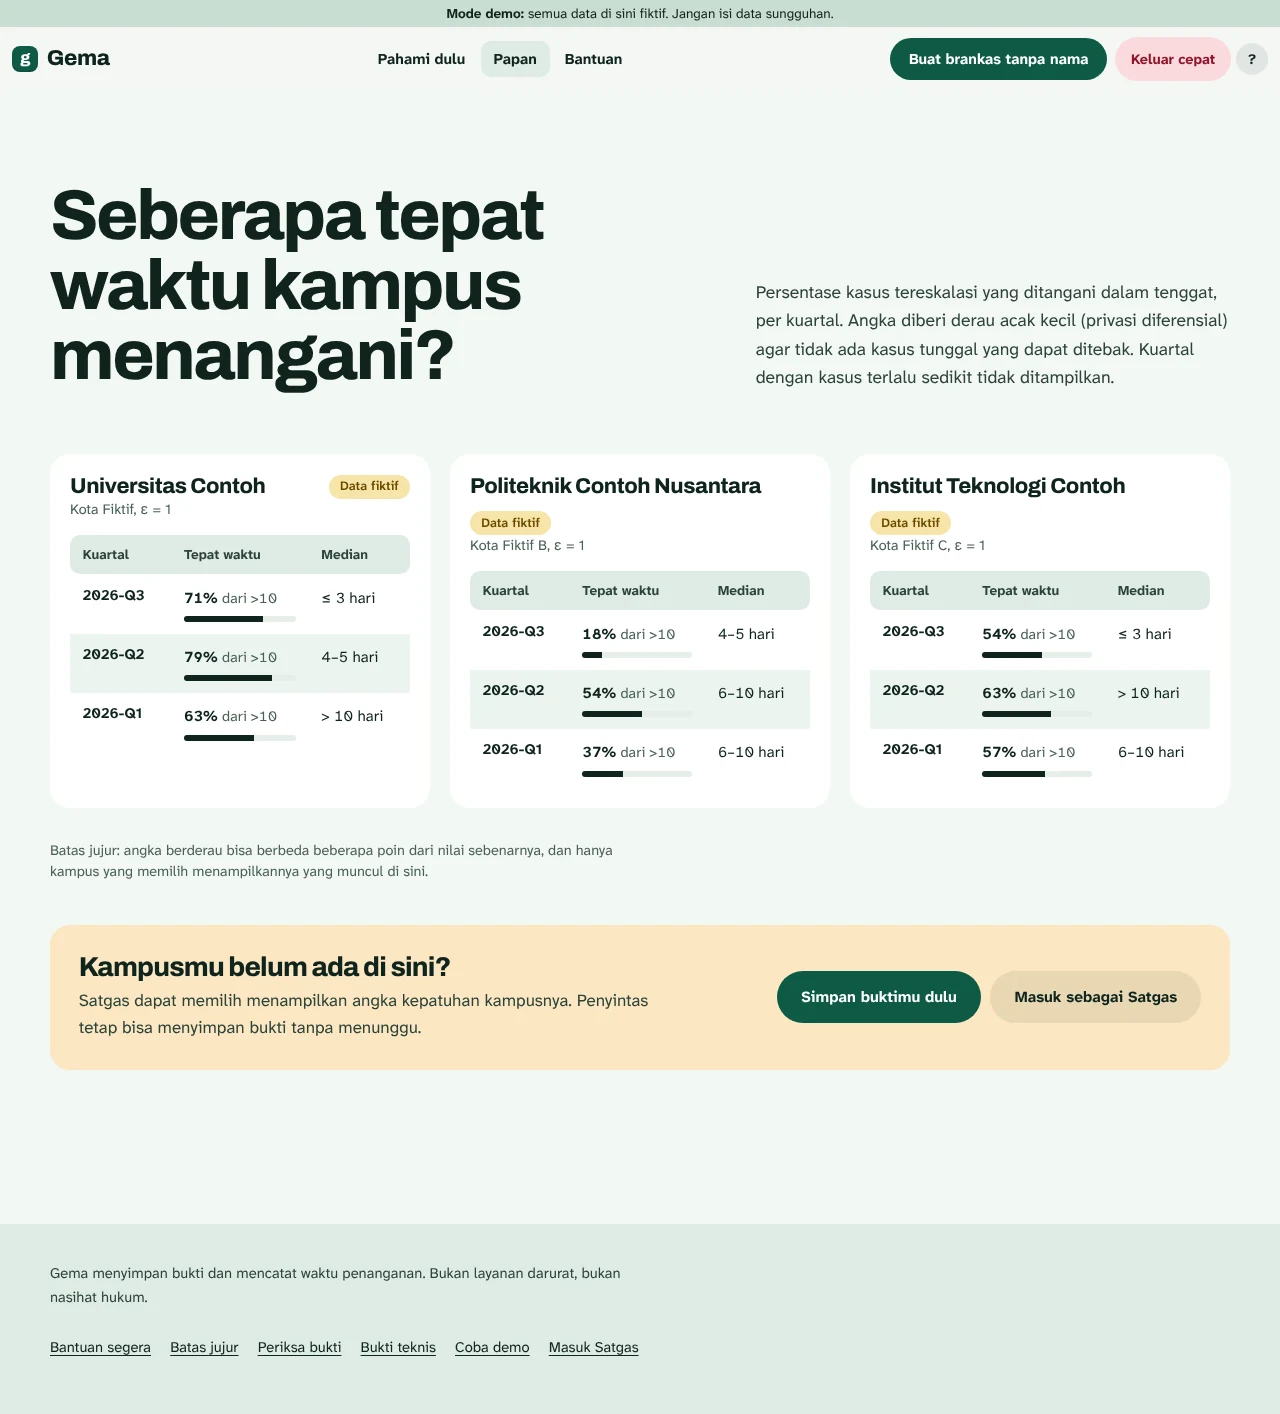 Mode demo: semua data di sini fiktif. Jangan isi data sungguhan.
g Gema
Pahami dulu
Papan
Bantuan
Buat brankas tanpa nama
Keluar cepat
?
Seberapa tepat
waktu kampus
menangani?
Persentase kasus tereskalasi yang ditangani dalam tenggat,
per kuartal. Angka diberi derau acak kecil (privasi diferensial)
agar tidak ada kasus tunggal yang dapat ditebak. Kuartal
dengan kasus terlalu sedikit tidak ditampilkan.
Universitas Contoh
Data fiktif
Kota Fiktif, ε = 1
Kuartal Tepat waktu Median
2026-Q3 71% dari >10 ≤ 3 hari
2026-Q2 79% dari >10 4–5 hari
2026-Q1 63% dari >10 > 10 hari
Politeknik Contoh Nusantara
Data fiktif
Kota Fiktif B, ε = 1
Kuartal Tepat waktu Median
2026-Q3 18% dari >10 4–5 hari
2026-Q2 54% dari >10 6–10 hari
2026-Q1 37% dari >10 6–10 hari
Institut Teknologi Contoh
Data fiktif
Kota Fiktif C, ε = 1
Kuartal Tepat waktu Median
2026-Q3 54% dari >10 ≤ 3 hari
2026-Q2 63% dari >10 > 10 hari
2026-Q1 57% dari >10 6–10 hari
Batas jujur: angka berderau bisa berbeda beberapa poin dari nilai sebenarnya, dan hanya
kampus yang memilih menampilkannya yang muncul di sini.
Kampusmu belum ada di sini?
Satgas dapat memilih menampilkan angka kepatuhan kampusnya. Penyintas
tetap bisa menyimpan bukti tanpa menunggu.
Simpan buktimu dulu
Masuk sebagai Satgas
Gema menyimpan bukti dan mencatat waktu penanganan. Bukan layanan darurat, bukan
nasihat hukum.
Bantuan segera Batas jujur Periksa bukti Bukti teknis Coba demo Masuk Satgas